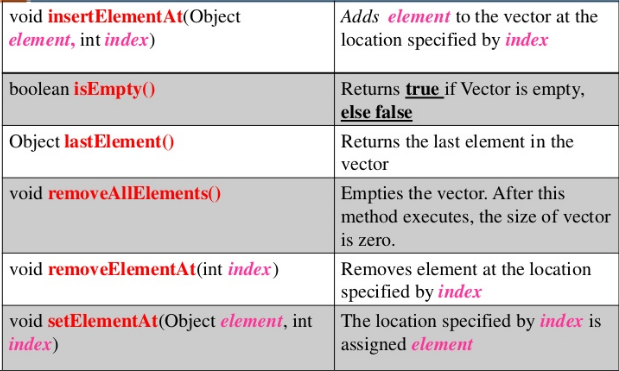 void insertElementAt(Object
element, int index)
Adds element to the vector at the
location specified by index
boolean isEmpty()
Returns true if Vector is empty,
else false
Object lastElement()
Returns the last element in the
vector
void removeAllElements()
Empties the vector. After this
method executes, the size of vector
is zero.
void removeElementAt(int index)
Removes element at the location
specified by index
void setElementAt(Object element, int
index)
The location specified by index is
assigned element